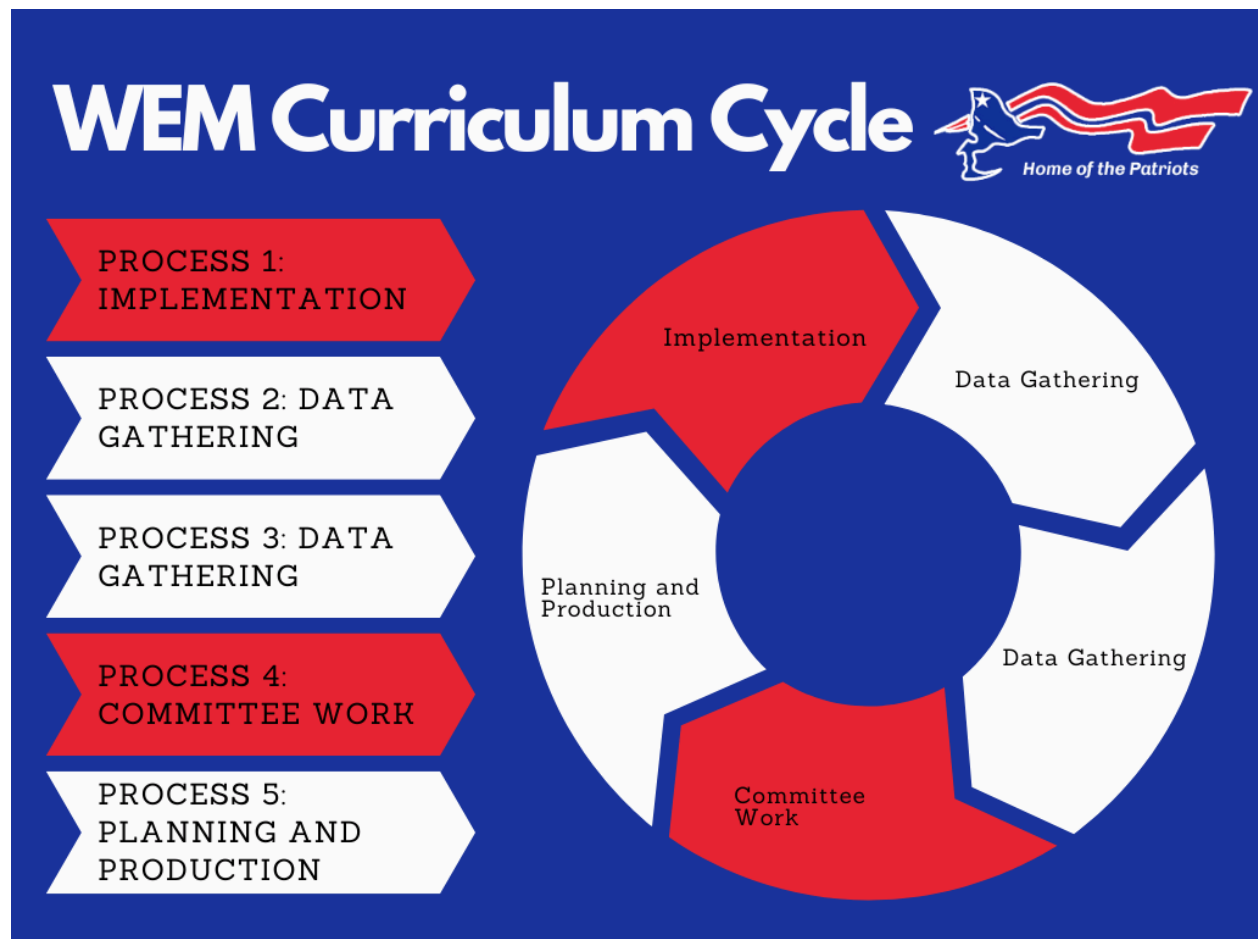 WEM Curriculum Cycle
Home of the Patriots
PROCESS 1:
IMPLEMENTATION
PROCESS 2: DATA
GATHERING
PROCESS 3: DATA
GATHERING
PROCESS 4:
COMMITTEE WORK
PROCESS 5:
PLANNING AND
PRODUCTION
Implementation
Data Gathering
Data Gathering
Committee
Work
Planning and
Production